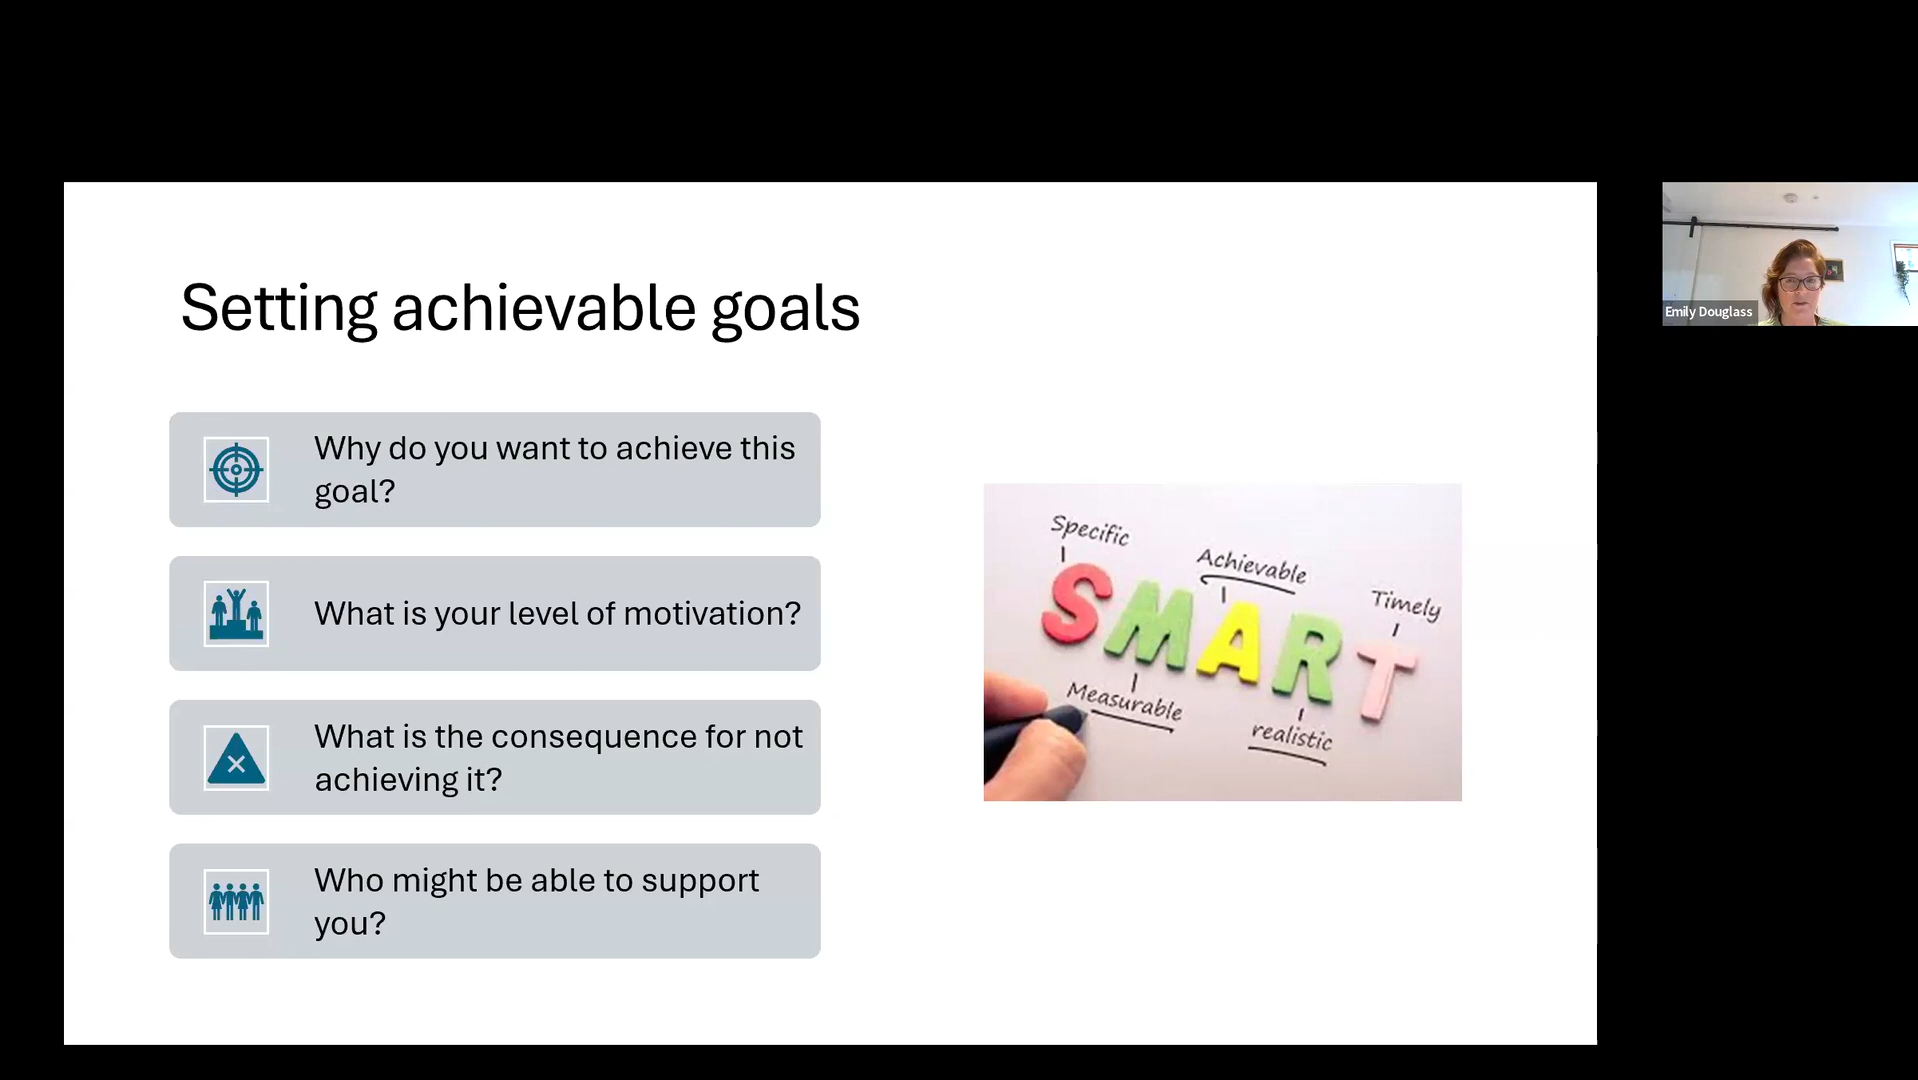 Setting achievable goals
Why do you want to achieve this
goal?
What is your level of motivation?
What is the consequence for not
achieving it?
Who might be able to support
you?
Specific
Achievable
Timely
SMART
Measurable
realistic
Emily Douglass